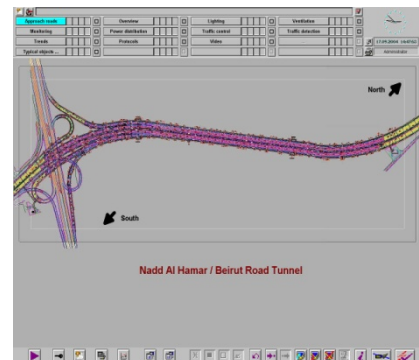 Approach roads Overview Lighting Ventilation
Monitoring Power distribution Traffic control Traffic detection
Trends Protocols Video
Typical objects...
Administrator
North
South
Nadd Al Hamar / Beirut Road Tunnel